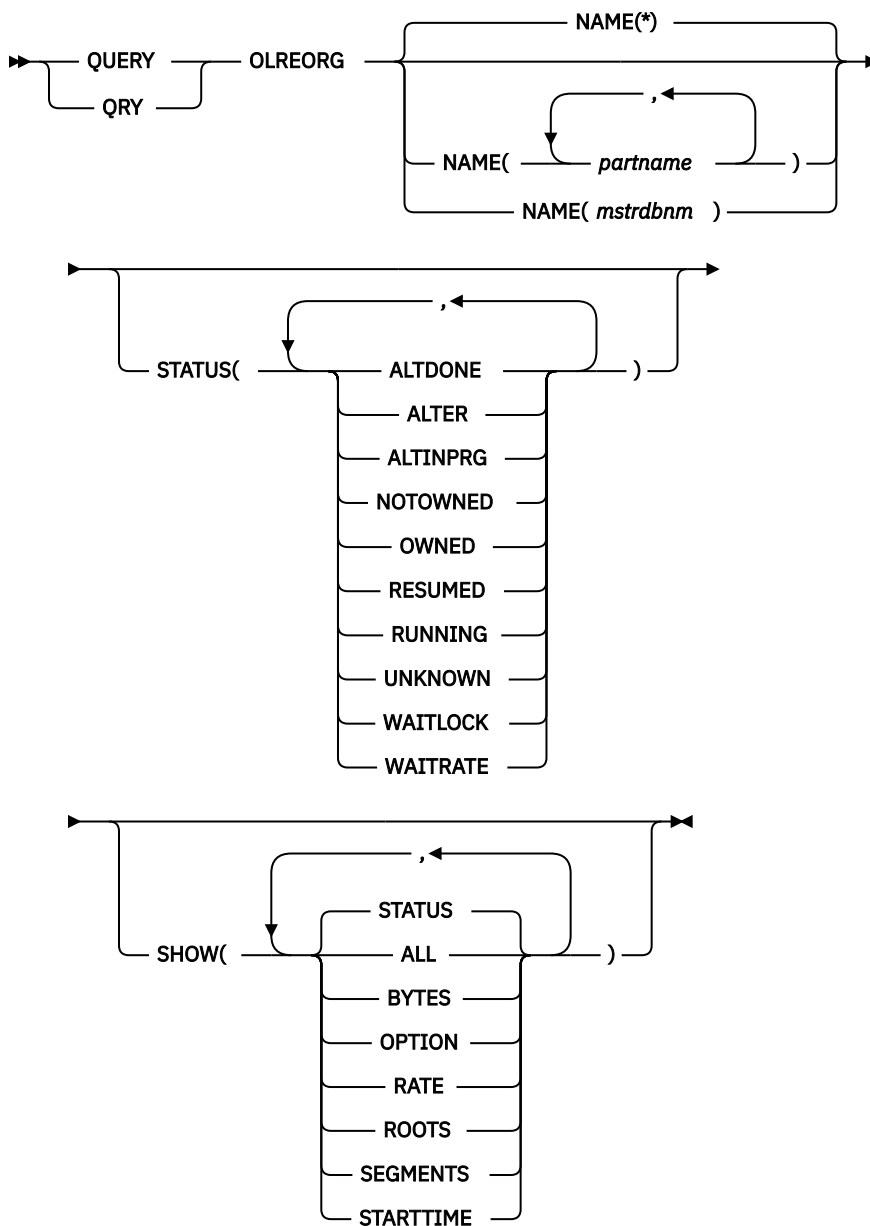 NAME(*)
QUERY OLREORG
QRY
,
NAME( partname )
NAME( mstrdbnm )
,
STATUS( ALTDONE )
ALTER
ALTINPRG
NOTOWNED
OWNED
RESUMED
RUNNING
UNKNOWN
WAITLOCK
WAITRATE
,
STATUS
SHOW( ALL )
BYTES
OPTION
RATE
ROOTS
SEGMENTS
STARTTIME